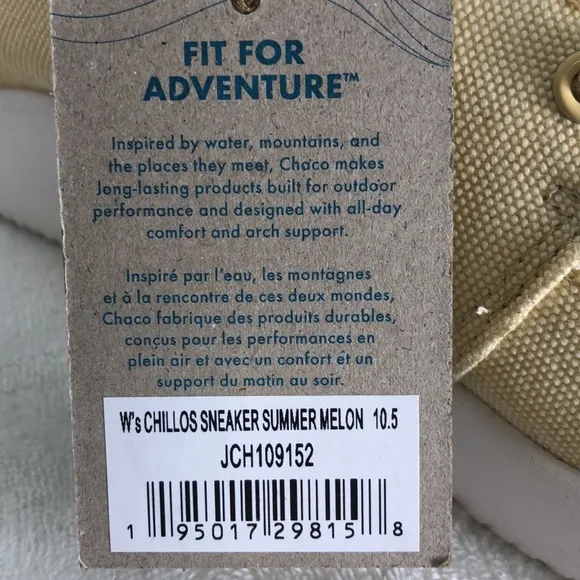 FIT FOR
ADVENTURE™
Inspired by water, mountains, and
the places they meet, Chaco makes
long-lasting products built for outdoor
performance and designed with all-day
comfort and arch support.
Inspiré par l'eau, les montagnes
et à la rencontre de ces deux mondes,
Chaco fabrique des produits durables,
conçus pour les performances en
plein air et avec un confort et un
support du matin au soir.
W's CHILLOS SNEAKER SUMMER MELON 10.5
JCH109152
1 95017 29815 8